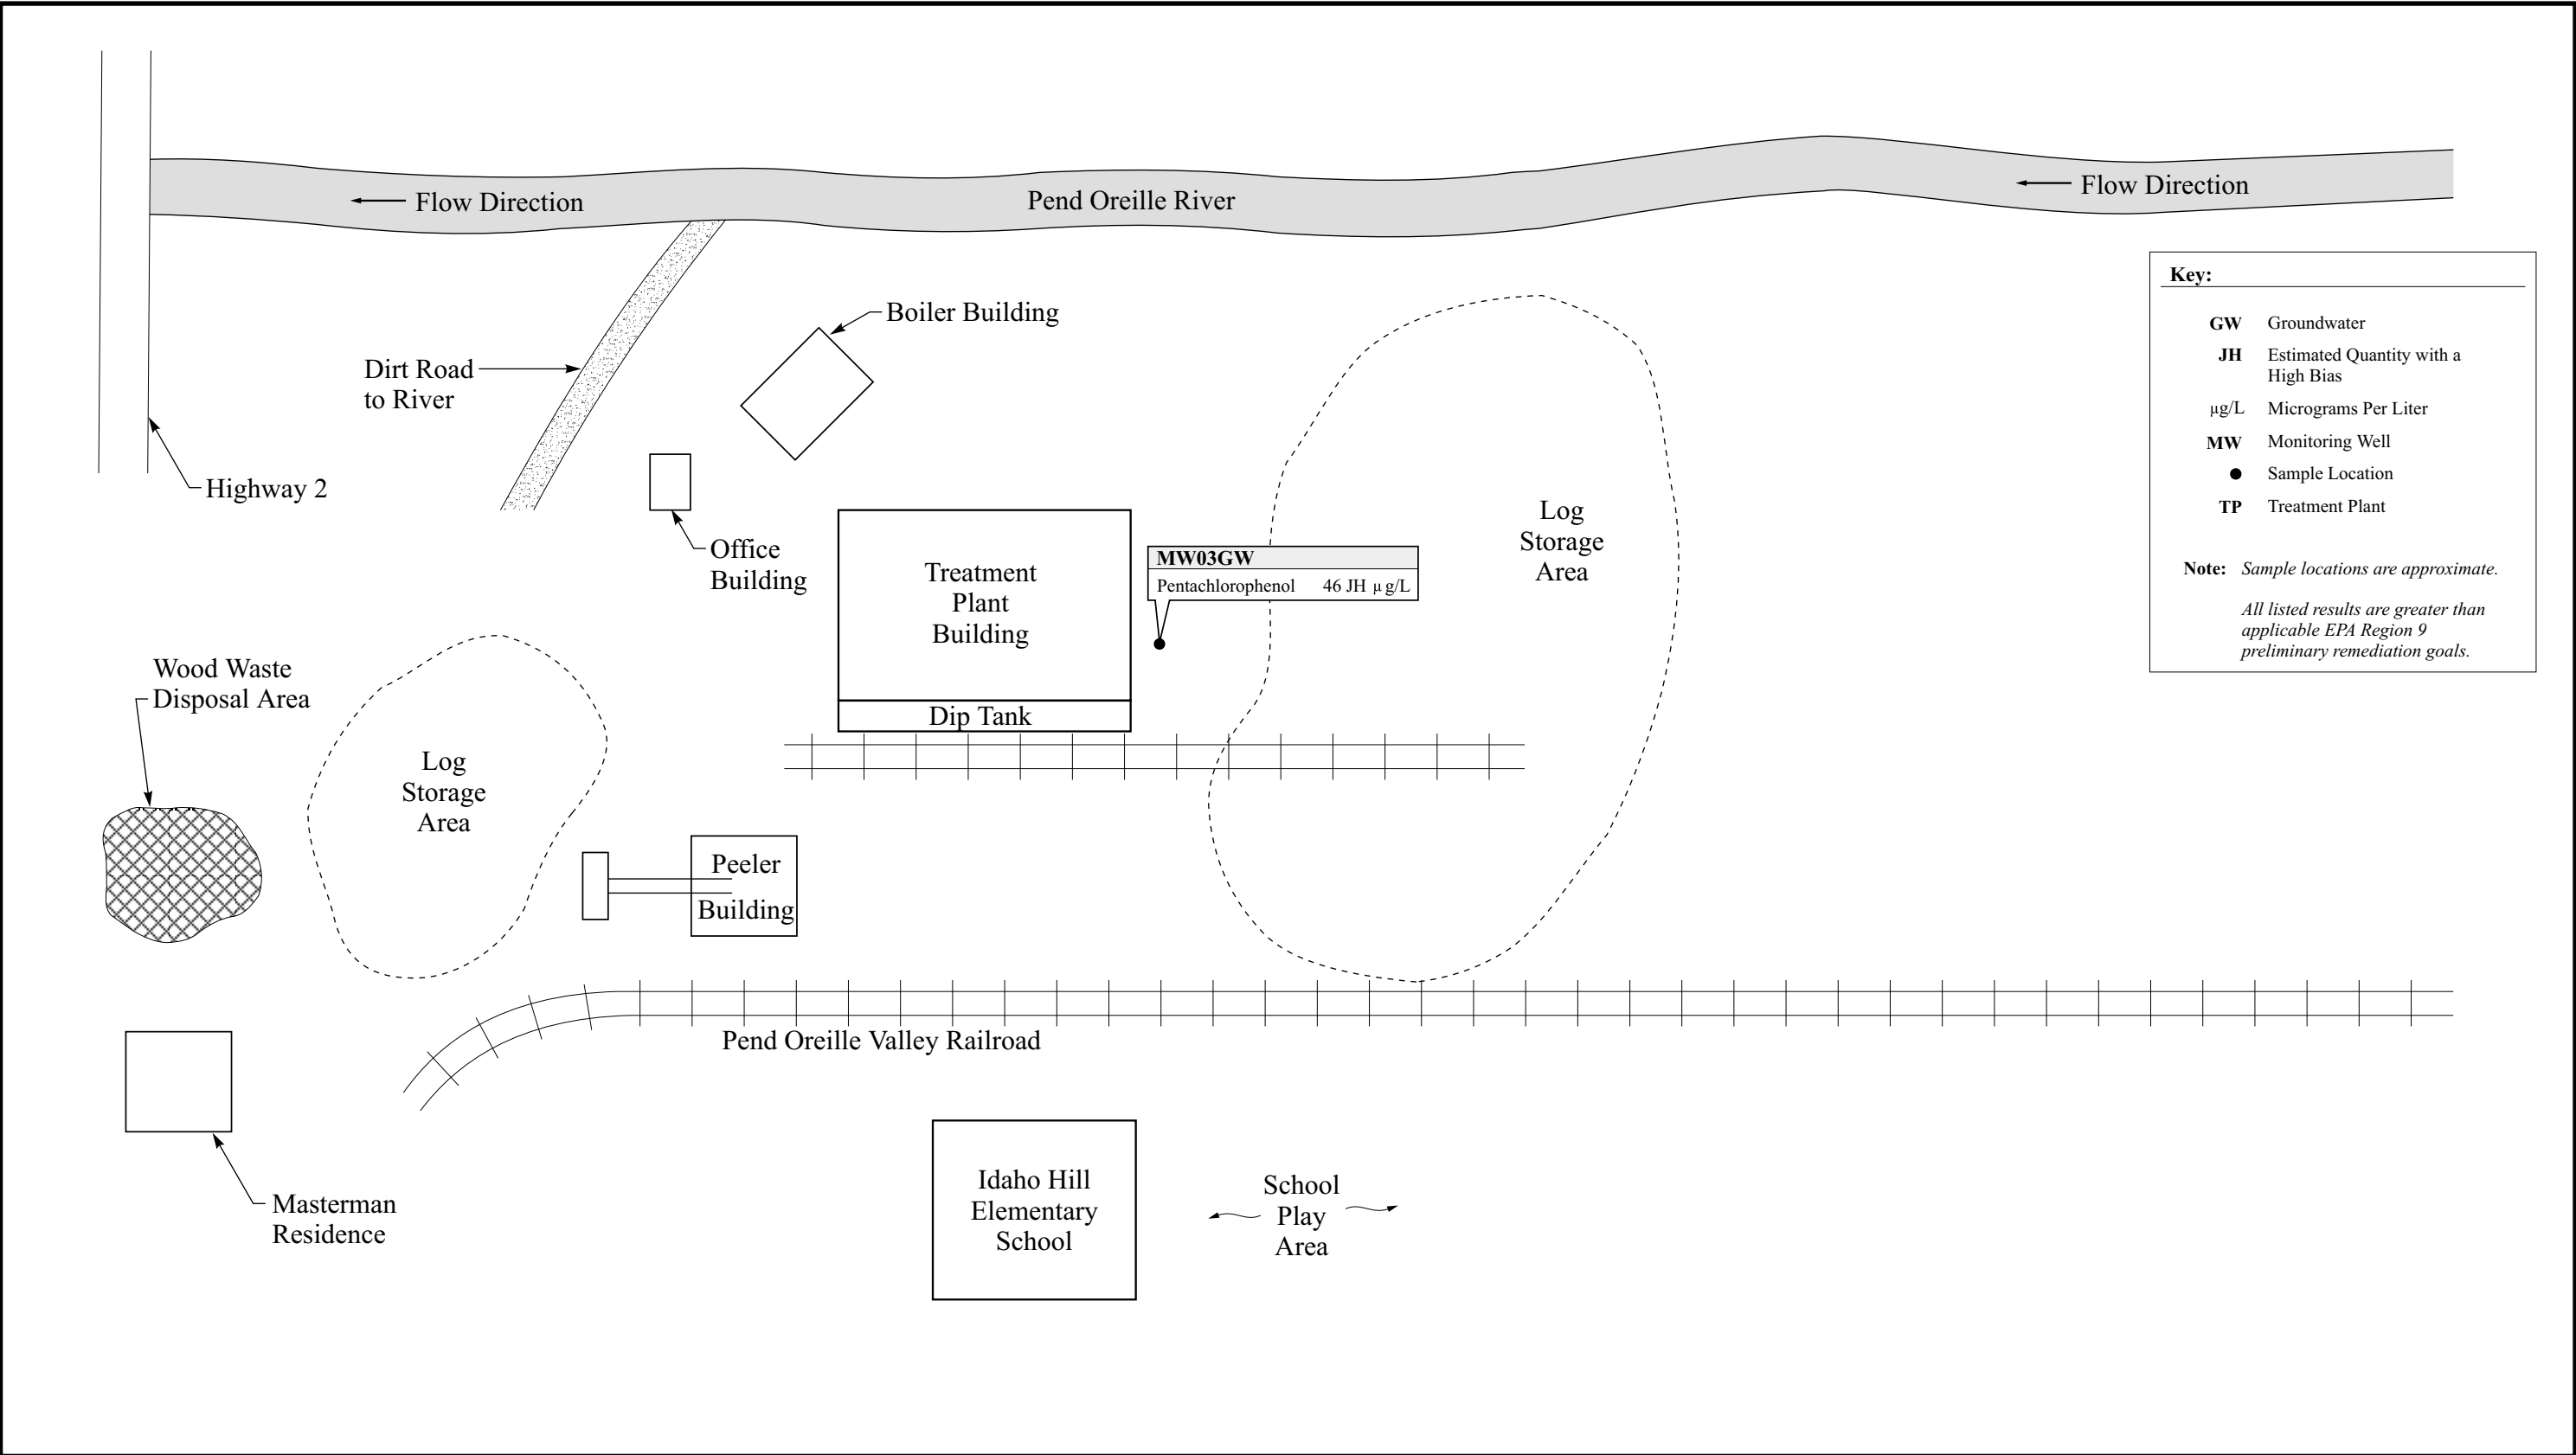 Flow Direction
Pend Oreille River
Flow Direction
Boiler Building
Dirt Road
to River
Highway 2
Office
Building
Treatment
Plant
Building
Dip Tank
MW03GW
Pentachlorophenol 46 JH µg/L
Log
Storage
Area
Key:
GW Groundwater
JH Estimated Quantity with a
High Bias
µg/L Micrograms Per Liter
MW Monitoring Well
Sample Location
TP Treatment Plant
Note: Sample locations are approximate.
All listed results are greater than
applicable EPA Region 9
preliminary remediation goals.
Wood Waste
Disposal Area
Log
Storage
Area
Peeler
Building
Pend Oreille Valley Railroad
Masterman
Residence
Idaho Hill
Elementary
School
School
Play
Area